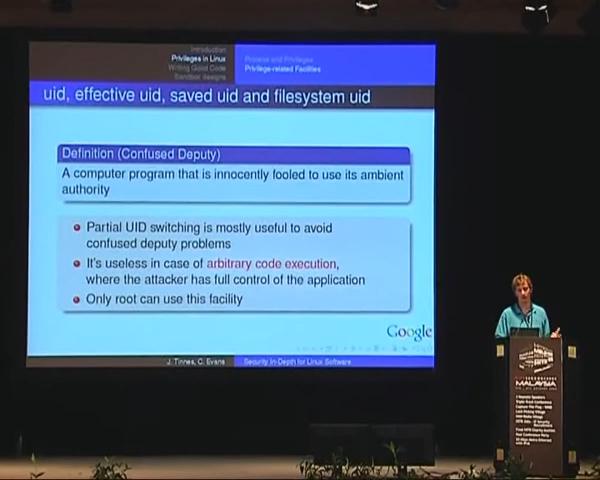 Introduction
Privileges in Linux
Writing Good Code
Sandbox designs
Process and Privileges
Privilege-related Facilities
uid, effective uid, saved uid and filesystem uid
Definition (Confused Deputy)
A computer program that is innocently fooled to use its ambient
authority
Partial UID switching is mostly useful to avoid
confused deputy problems
It's useless in case of arbitrary code execution,
where the attacker has full control of the application
Only root can use this facility
Google
J. Tinnes, C. Evans
Security In-Depth for Linux Software
MALAYSIA